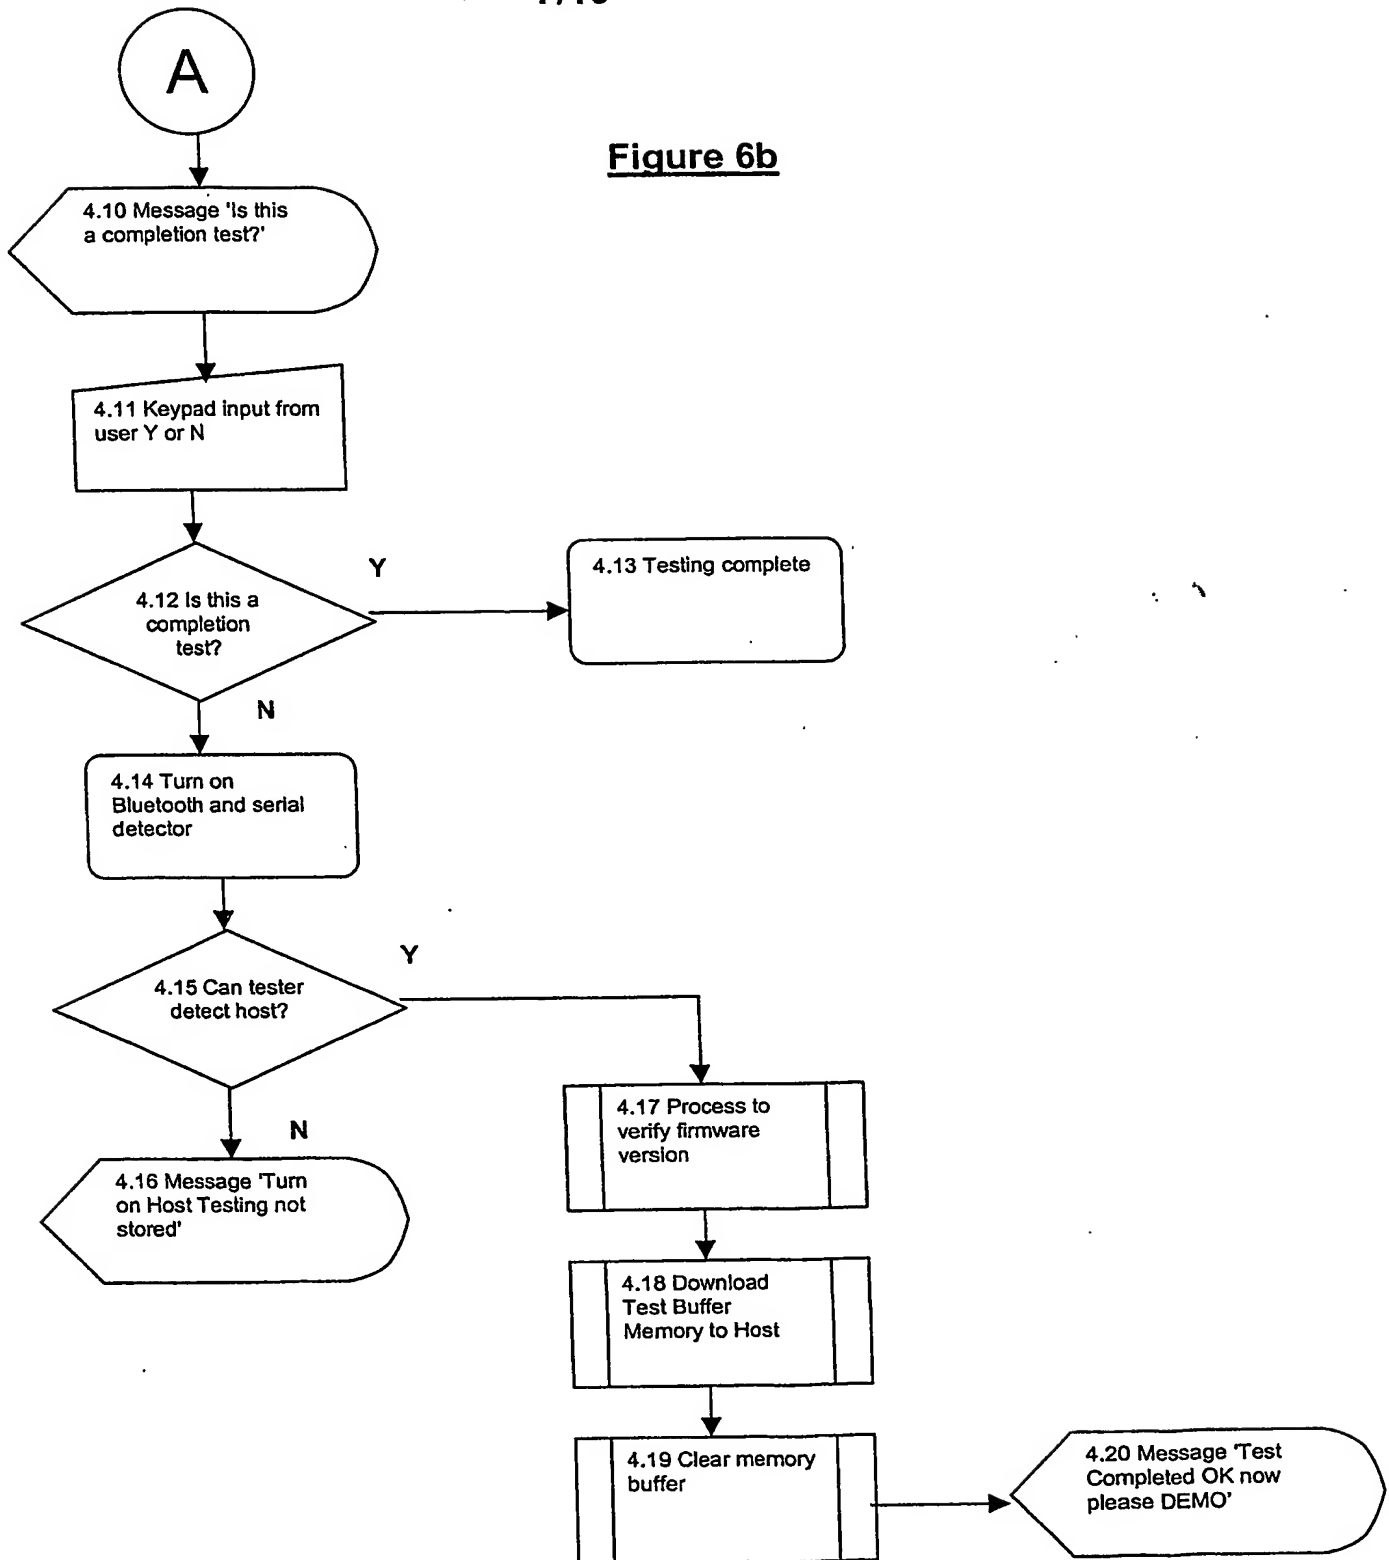 A
Figure 6b
4.10 Message 'Is this
a completion test?'
4.11 Keypad input from
user Y or N
Y
4.12 Is this a
completion
test?
4.13 Testing complete
N
4.14 Turn on
Bluetooth and serial
detector
Y
4.15 Can tester
detect host?
N
4.16 Message 'Turn
on Host Testing not
stored'
4.17 Process to
verify firmware
version
4.18 Download
Test Buffer
Memory to Host
4.19 Clear memory
buffer
4.20 Message 'Test
Completed OK now
please DEMO'